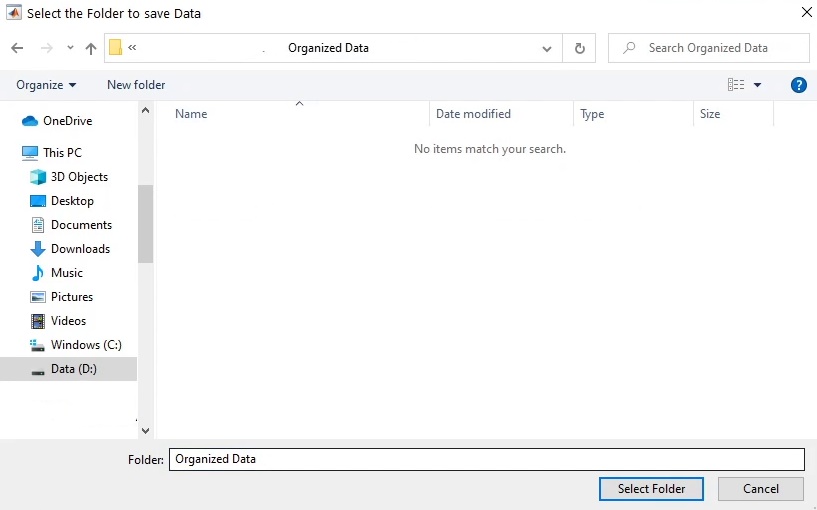 Select the Folder to save Data
« . Organized Data
Search Organized Data
Organize
New folder
?
Name
Date modified
Type
Size
No items match your search.
OneDrive
This PC
3D Objects
Desktop
Documents
Downloads
Music
Pictures
Videos
Windows (C:)
Data (D:)
Folder: Organized Data
Select Folder
Cancel